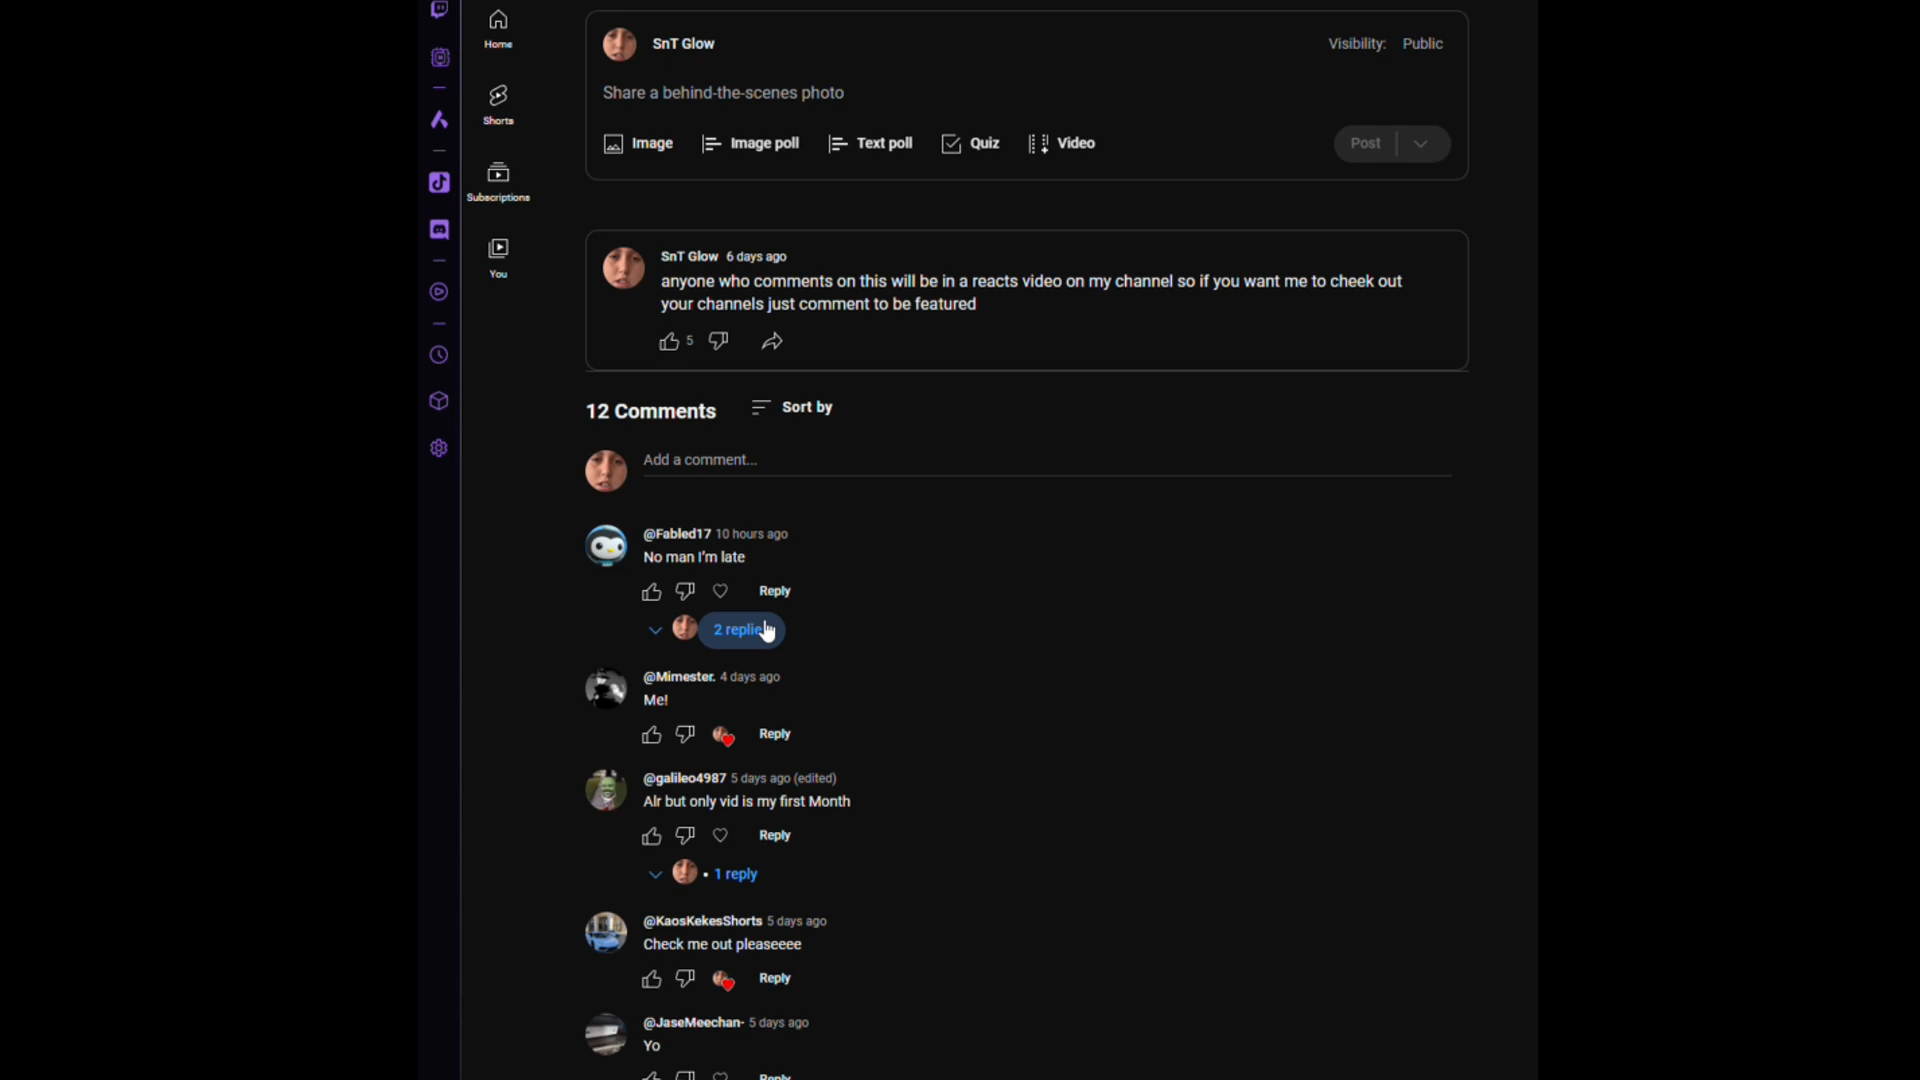 Home
Shorts
Subscriptions
You
SnT Glow
Visibility: Public
Share a behind-the-scenes photo
Image Image poll Text poll Quiz Video
Post
SnT Glow 6 days ago
anyone who comments on this will be in a reacts video on my channel so if you want me to cheek out
your channels just comment to be featured
5
12 Comments Sort by
Add a comment...
@Fabled17 10 hours ago
No man I'm late
Reply
2 replie
@Mimester. 4 days ago
Me!
Reply
@galileo4987 5 days ago (edited)
Alr but only vid is my first Month
Reply
• 1 reply
@KaosKekesShorts 5 days ago
Check me out pleaseeee
Reply
@JaseMeechan- 5 days ago
Yo
Reply